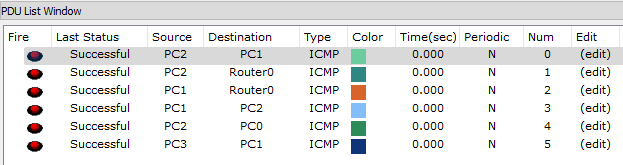 PDU List Window
Fire Last Status Source Destination Type Color Time(sec) Periodic Num Edit
Successful PC2 PC1 ICMP 0.000 N 0 (edit)
Successful PC2 Router0 ICMP 0.000 N 1 (edit)
Successful PC1 Router0 ICMP 0.000 N 2 (edit)
Successful PC1 PC2 ICMP 0.000 N 3 (edit)
Successful PC2 PC0 ICMP 0.000 N 4 (edit)
Successful PC3 PC1 ICMP 0.000 N 5 (edit)